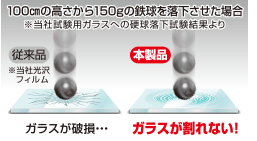 100cmの高さから150gの鉄球を落下させた場合
※当社試験用ガラスへの硬球落下試験結果より
従来品
※当社光沢
フィルム
本製品
ガラスが破損…
ガラスが割れない!